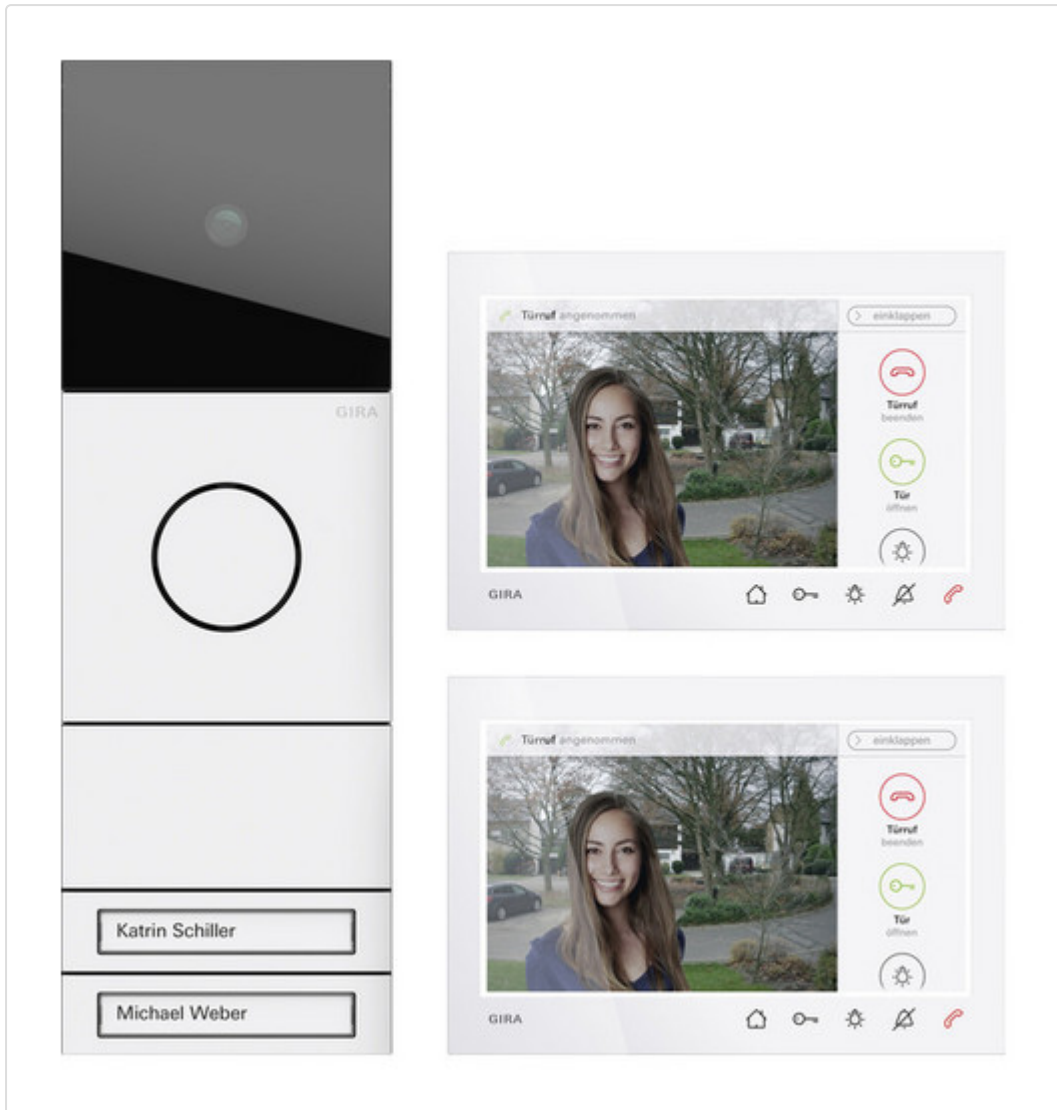 GIRA
Katrin Schiller
Michael Weber
Türruf angenommen
einklappen
Türruf
beenden
Tür
öffnen
GIRA
Türruf angenommen
einklappen
Türruf
beenden
Tür
öffnen
GIRA